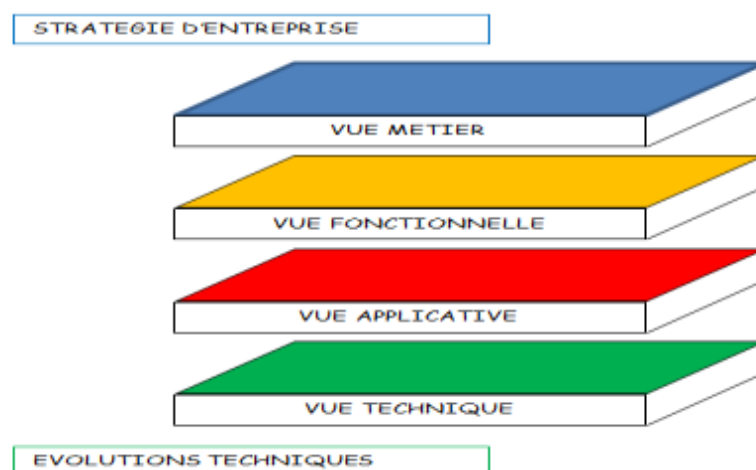 STRATEGIE D'ENTREPRISE
VUE METIER
VUE FONCTIONNELLE
VUE APPLICATIVE
VUE TECHNIQUE
EVOLUTIONS TECHNIQUES